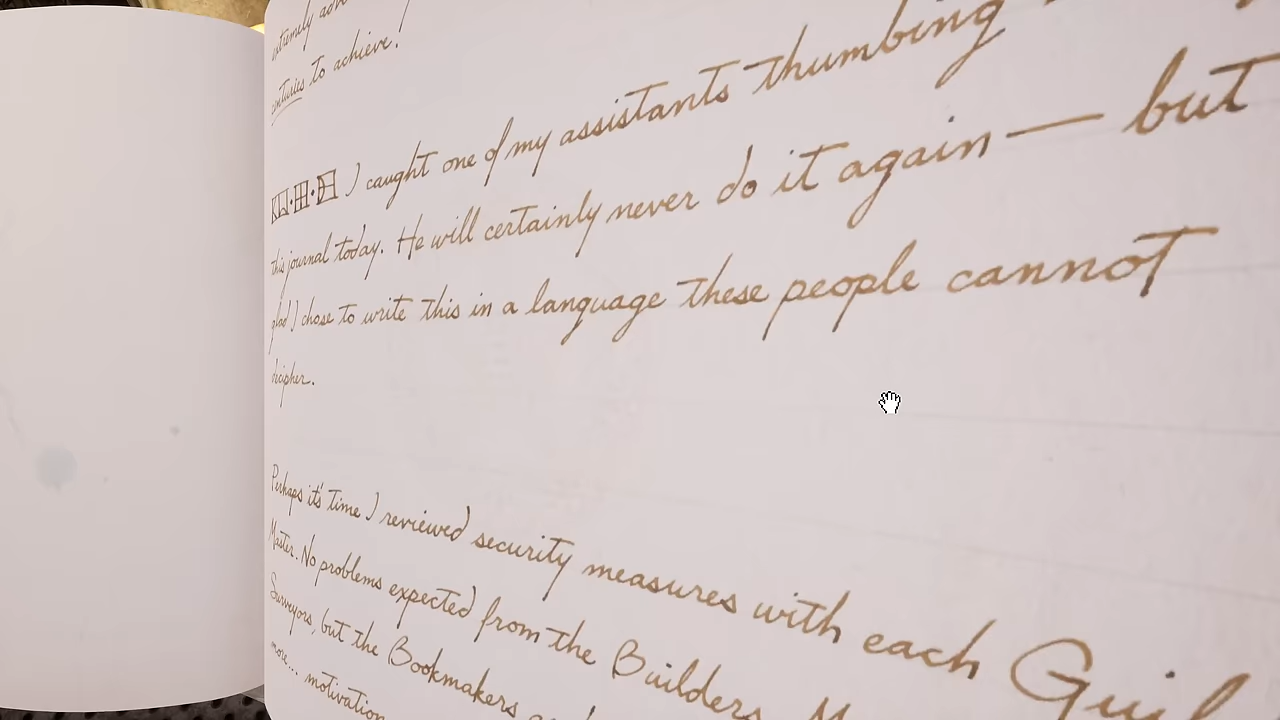 extremely
centuries to achieve!
I caught one of my assistants thumbing
this journal today. He will certainly never do it again — but
glad I chose to write this in a language these people cannot
decipher.
Perhaps it's time I reviewed security measures with each Guil
Master. No problems expected from the Builders,
Surveyors, but the Bookmakers
more... motivation